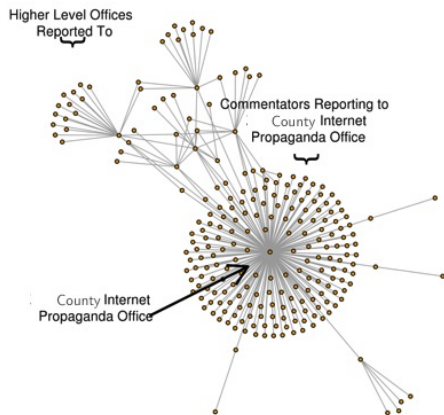 Higher Level Offices
Reported To
Commentators Reporting to
County Internet
Propaganda Office
County Internet
Propaganda Office